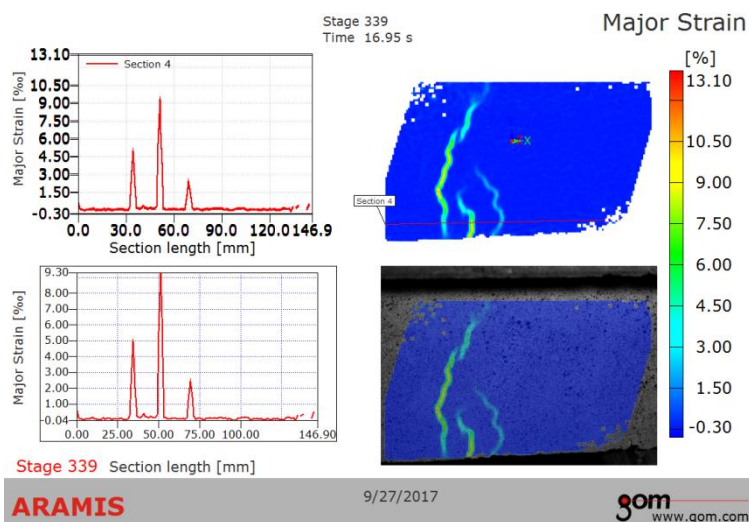 Stage 339
Time 16.95 s
Major Strain
[%]
13.10
10.50
9.00
7.50
6.00
4.50
3.00
1.50
-0.30
Major Strain [‰]
13.10
10.50
9.00
7.50
6.00
4.50
3.00
1.50
-0.30
Section 4
0.0 30.0 60.0 90.0 120.0 146.9
Section length [mm]
X
Section 4
Major Strain [‰]
9.30
8.00
7.00
6.00
5.00
4.00
3.00
2.00
1.00
-0.04
0.00 25.00 50.00 75.00 100.00 146.90
Stage 339 Section length [mm]
ARAMIS
9/27/2017
gom
www.gom.com